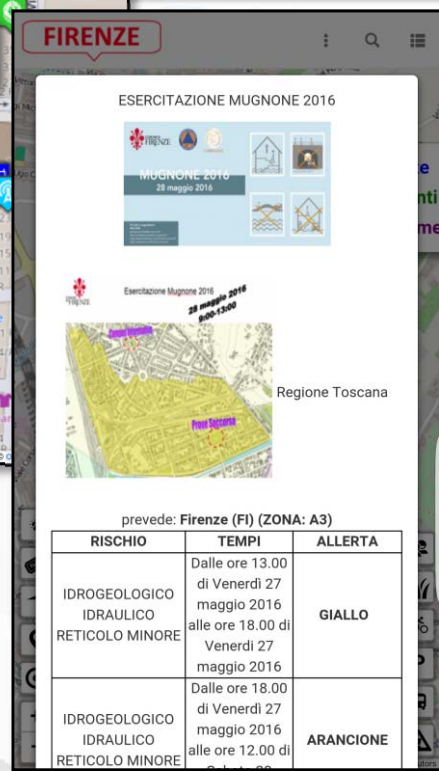 FIRENZE
ESERCITAZIONE MUGNONE 2016
FIRENZE
MUGNONE 2016
28 maggio 2016
Esercitazione Mugnone 2016
28 maggio 2016
9:00-13:00
Prove Soccorso
Regione Toscana
prevede: Firenze (FI) (ZONA: A3)
RISCHIO TEMPI ALLERTA
IDROGEOLOGICO
IDRAULICO
RETICOLO MINORE
Dalle ore 13.00
di Venerdì 27
maggio 2016
alle ore 18.00 di
Venerdi 27
maggio 2016
GIALLO
IDROGEOLOGICO
IDRAULICO
RETICOLO MINORE
Dalle ore 18.00
di Venerdì 27
maggio 2016
alle ore 12.00 di
ARANCIONE